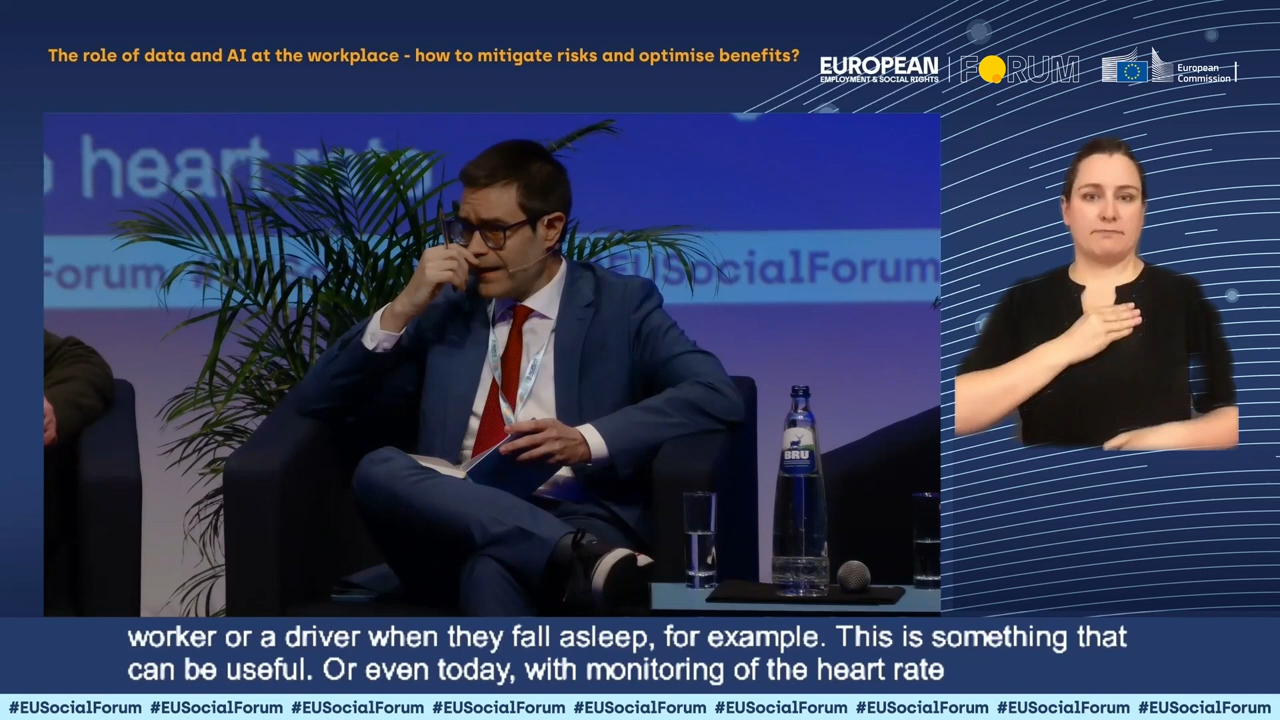 The role of data and AI at the workplace - how to mitigate risks and optimise benefits?
EUROPEAN
EMPLOYMENT & SOCIAL RIGHTS
FORUM
European
Commission
heart
Forum
EUSocialForum
BRU
worker or a driver when they fall asleep, for example. This is something that
can be useful. Or even today, with monitoring of the heart rate
#EUSocialForum #EUSocialForum #EUSocialForum #EUSocialForum #EUSocialForum #EUSocialForum #EUSocialForum #EUSocialForum #EUSocialForum